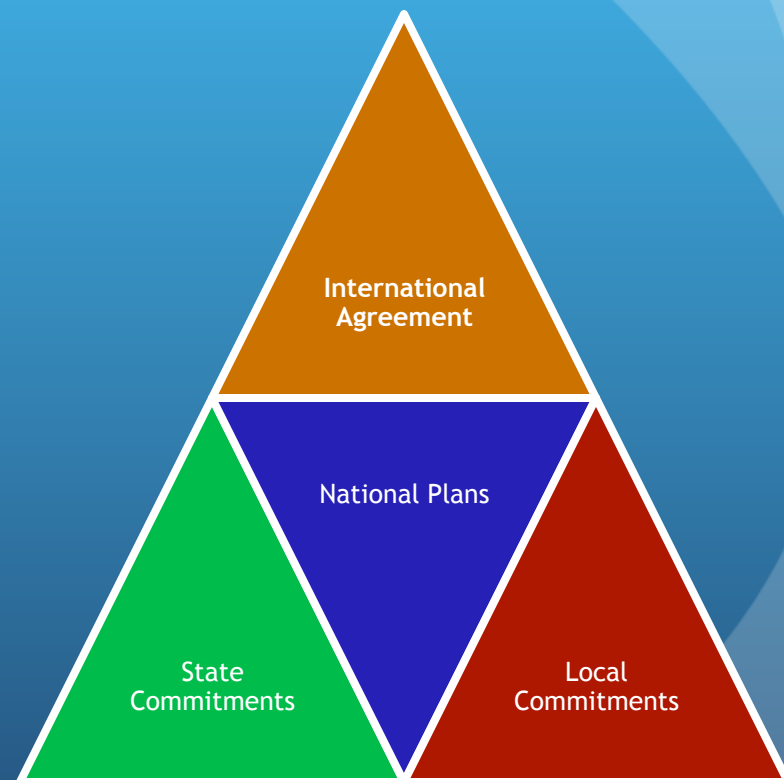 International
Agreement
National Plans
State
Commitments
Local
Commitments